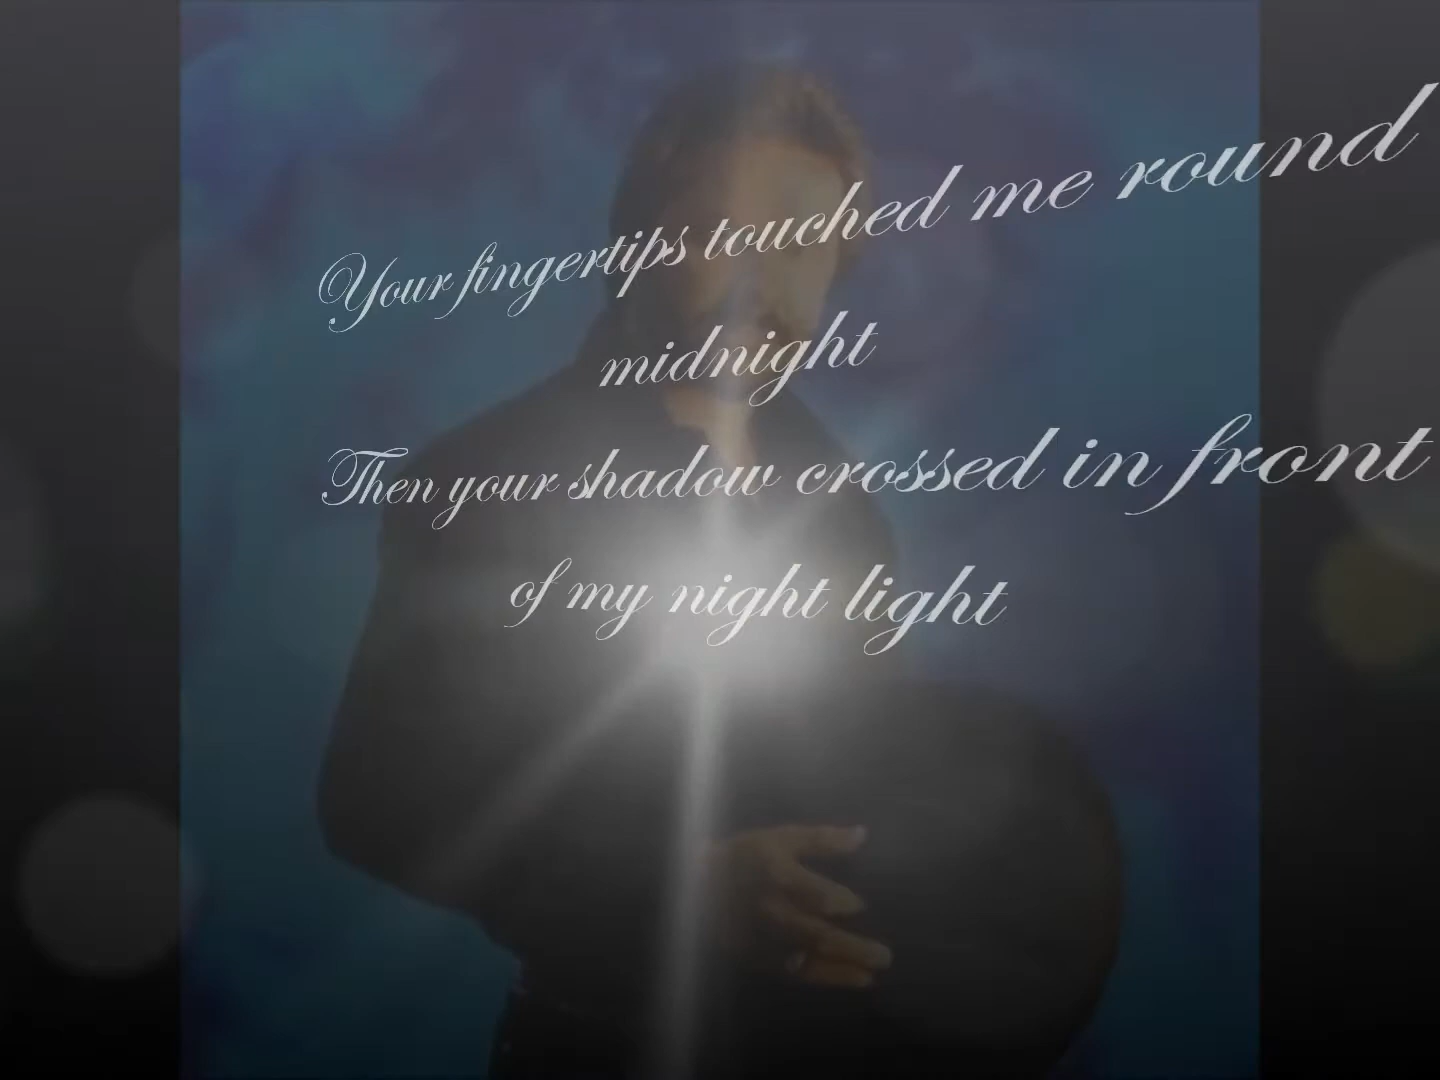 Your fingertips touched me round
midnight
Then your shadow crossed in front
of my night light